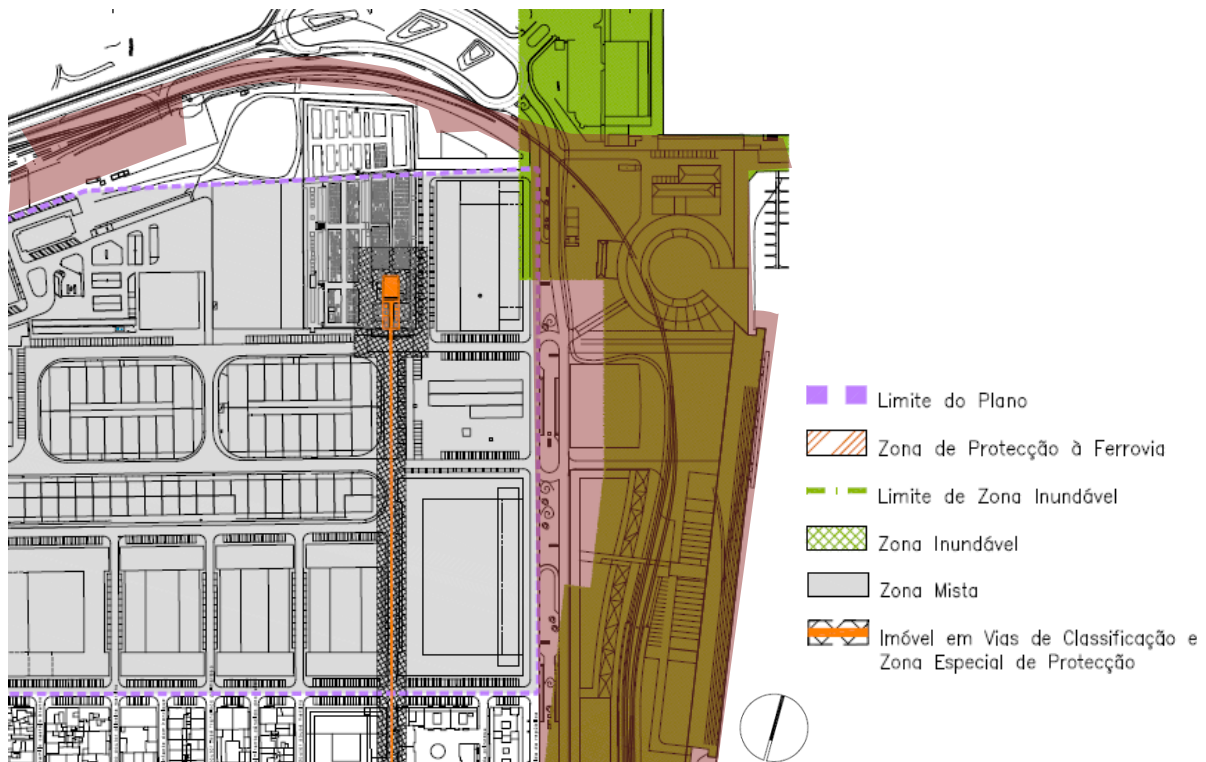 Limite do Plano
Zona de Protecção à Ferrovia
Limite de Zona Inundável
Zona Inundável
Zona Mista
Imóvel em Vias de Classificação e
Zona Especial de Protecção